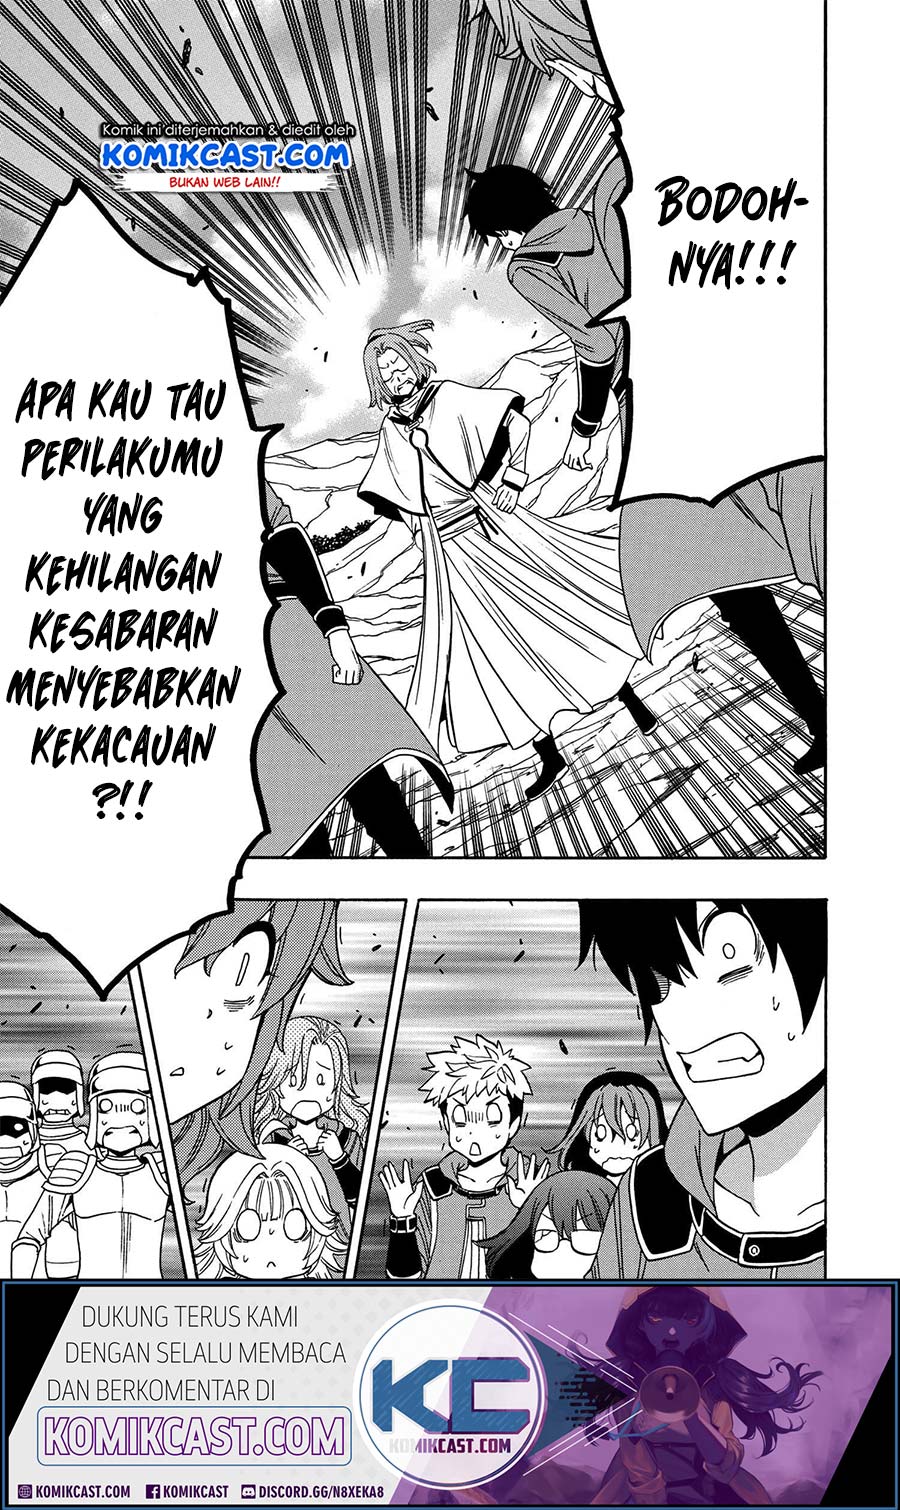 Komik ini diterjemahkan & diedit oleh
KOMIKCAST.COM
BUKAN WEB LAIN!!
BODOH-
NYA!!!
APA KAU TAU
PERILAKUMU
YANG
KEHILANGAN
KESABARAN
MENYEBABKAN
KEKACAUAN
?!!
DUKUNG TERUS KAMI
DENGAN SELALU MEMBACA
DAN BERKOMENTAR DI
KOMIKCAST.COM
KC
KOMIKCAST.COM
KOMIKCAST.COM
KOMIKCAST
DISCORD.GG/N8XEKA8